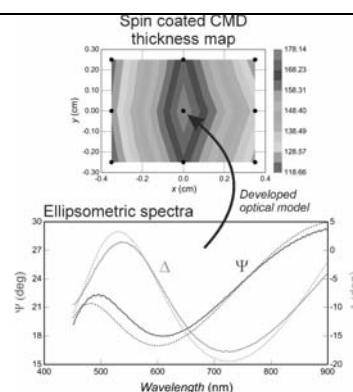 Spin coated CMD
thickness map
0.30
0.20
0.10
0.00
-0.10
-0.20
-0.30
y (cm)
-0.4 -0.2 0.0 0.2 0.4
x (cm)
178.14
168.23
158.31
148.40
138.49
128.57
118.66
Developed
optical model
Ellipsometric spectra
30
27
24
21
18
15
Ψ (deg)
Δ
Ψ
5
0
-5
-10
-15
-20
400 500 600 700 800 900
Wavelength (nm)